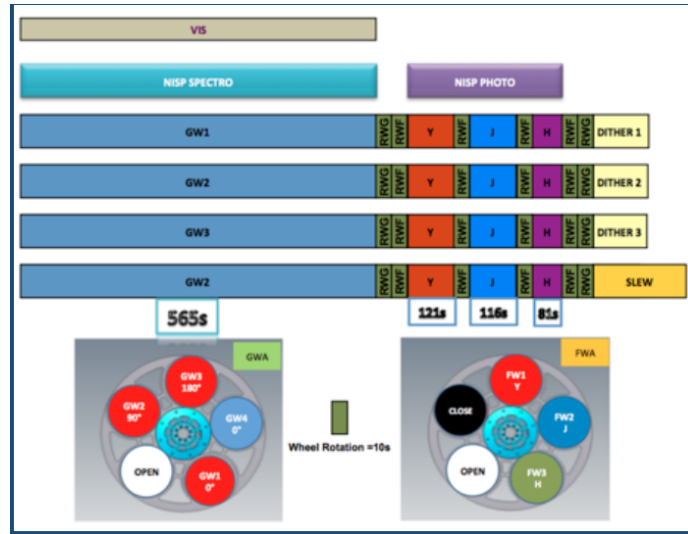 VIS
NISP SPECTRO NISP PHOTO
GW1 RWG RWF Y RWF J RWF H RWF RWG DITHER 1
GW2 RWG RWF Y RWF J RWF H RWF RWG DITHER 2
GW3 RWG RWF Y RWF J RWF H RWF RWG DITHER 3
GW2 RWG RWF Y RWF J RWF H RWF RWG SLEW
565s 121s 116s 81s
GWA
GW3
180°
GW2
90°
GW4
0°
OPEN
GW1
0°
Wheel Rotation =10s
FWA
FW1
Y
CLOSE
FW2
J
OPEN
FW3
H